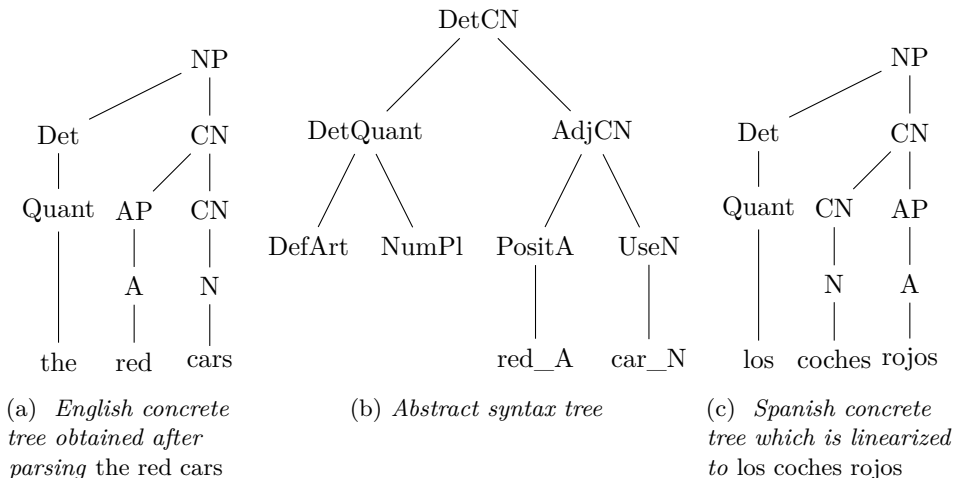 DetCN
NP
NP
Det
CN
DetQuant
AdjCN
Det
CN
Quant
AP
CN
Quant
CN
AP
DefArt
NumPl
PositA
UseN
A
N
N
A
the
red
cars
red_A
car_N
los
coches
rojos
(a) English concrete
tree obtained after
parsing the red cars
(b) Abstract syntax tree
(c) Spanish concrete
tree which is linearized
to los coches rojos